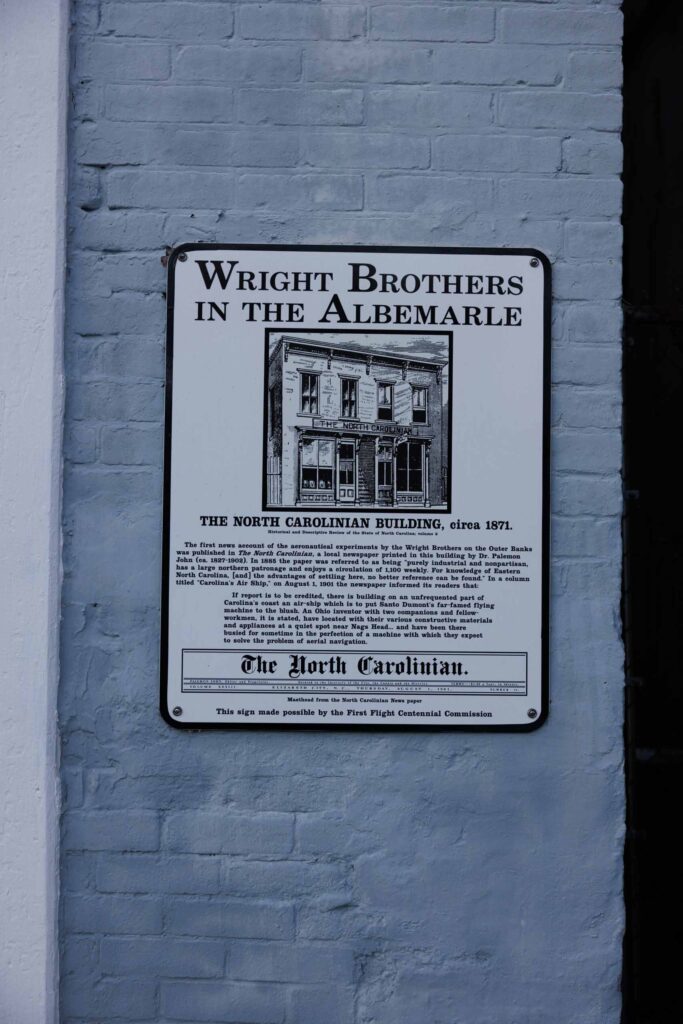 WRIGHT BROTHERS
IN THE ALBEMARLE
THE NORTH CAROLINIAN
THE NORTH CAROLINIAN BUILDING, circa 1871.
Historical and Descriptive Review of the State of North Carolina; volume 2
The first news account of the aeronautical experiments by the Wright Brothers on the Outer Banks
was published in The North Carolinian, a local newspaper printed in this building by Dr. Palemon
John (ca. 1827-1902). In 1885 the paper was referred to as being "purely industrial and nonpartisan,
has a large northern patronage and enjoys a circulation of 1,100 weekly. For knowledge of Eastern
North Carolina, [and] the advantages of settling here, no better reference can be found." In a column
titled "Carolina's Air Ship," on August 1, 1901 the newspaper informed its readers that:
If report is to be credited, there is building on an unfrequented part of
Carolina's coast an air-ship which is to put Santo Dumont's far-famed flying
machine to the blush. An Ohio inventor with two companions and fellow-
workmen, it is stated, have located with their various constructive materials
and appliances at a quiet spot near Nags Head... and have been there
busied for sometime in the perfection of a machine with which they expect
to solve the problem of aerial navigation.
The North Carolinian.
VOLUME XXXIII ELIZABETH CITY, N.C., THURSDAY, AUGUST 1, 1901. NUMBER
Masthead from the North Carolinian News paper
This sign made possible by the First Flight Centennial Commission